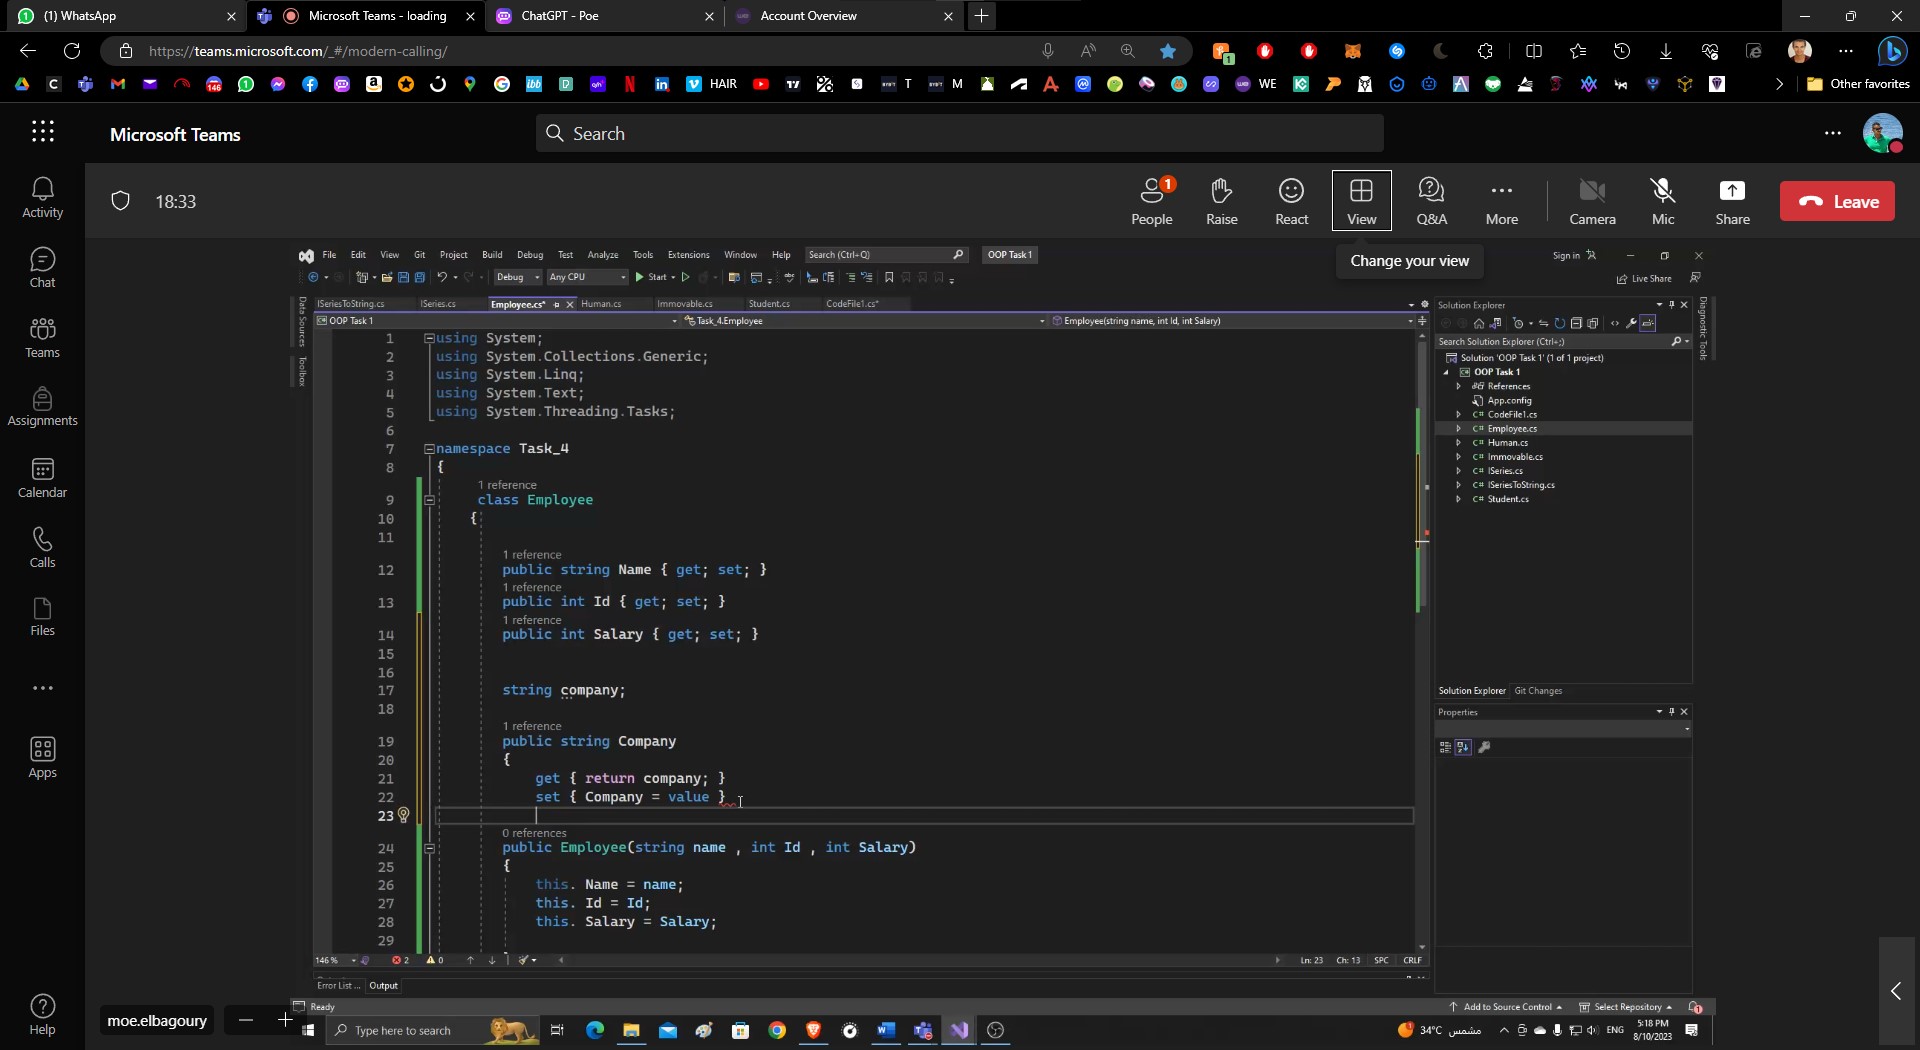 (1) WhatsApp
Microsoft Teams - loading
ChatGPT - Poe
Account Overview
https://teams.microsoft.com/_#/modern-calling/
1
146
HAIR
T
M
WE
Other favorites
Microsoft Teams
Search
Activity
Chat
Teams
Assignments
Calendar
Calls
Files
Apps
Help
18:33
1
People
Raise
React
View
Q&A
More
Camera
Mic
Share
Leave
Change your view
File Edit View Git Project Build Debug Test Analyze Tools Extensions Window Help Search (Ctrl+Q) OOP Task 1
Sign in
Debug Any CPU Start
Live Share
Data Sources
Toolbox
ISeriesToString.cs ISeries.cs Employee.cs* Human.cs Immovable.cs Student.cs CodeFile1.cs*
OOP Task 1 Task_4.Employee Employee(string name, int Id, int Salary)
1 using System;
2 using System.Collections.Generic;
3 using System.Linq;
4 using System.Text;
5 using System.Threading.Tasks;
6
7 namespace Task_4
8 {
1 reference
9 class Employee
10 {
11
1 reference
12 public string Name { get; set; }
1 reference
13 public int Id { get; set; }
1 reference
14 public int Salary { get; set; }
15
16
17 string company;
18
1 reference
19 public string Company
20 {
21 get { return company; }
22 set { Company = value }
23
0 references
24 public Employee(string name , int Id , int Salary)
25 {
26 this. Name = name;
27 this. Id = Id;
28 this. Salary = Salary;
29
146 % 2 0 Ln: 23 Ch: 13 SPC CRLF
Error List ... Output
Solution Explorer
Search Solution Explorer (Ctrl+;)
Solution 'OOP Task 1' (1 of 1 project)
OOP Task 1
References
App.config
C# CodeFile1.cs
C# Employee.cs
C# Human.cs
C# Immovable.cs
C# ISeries.cs
C# ISeriesToString.cs
C# Student.cs
Solution Explorer Git Changes
Properties
Diagnostic Tools
Ready
Add to Source Control Select Repository 1
moe.elbagoury
Type here to search
34°C مشمس
ENG
5:18 PM
8/10/2023